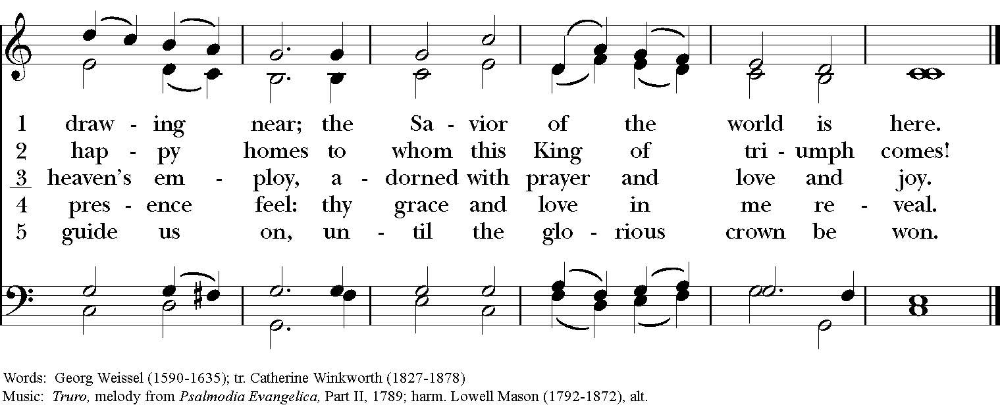 1 draw - ing near; the Sa - vior of the world is here.
2 hap - py homes to whom this King of tri - umph comes!
3 heaven's em - ploy, a - dorned with prayer and love and joy.
4 pres - ence feel: thy grace and love in me re - veal.
5 guide us on, un - til the glo - rious crown be won.
Words: Georg Weissel (1590-1635); tr. Catherine Winkworth (1827-1878)
Music: Truro, melody from Psalmodia Evangelica, Part II, 1789; harm. Lowell Mason (1792-1872), alt.